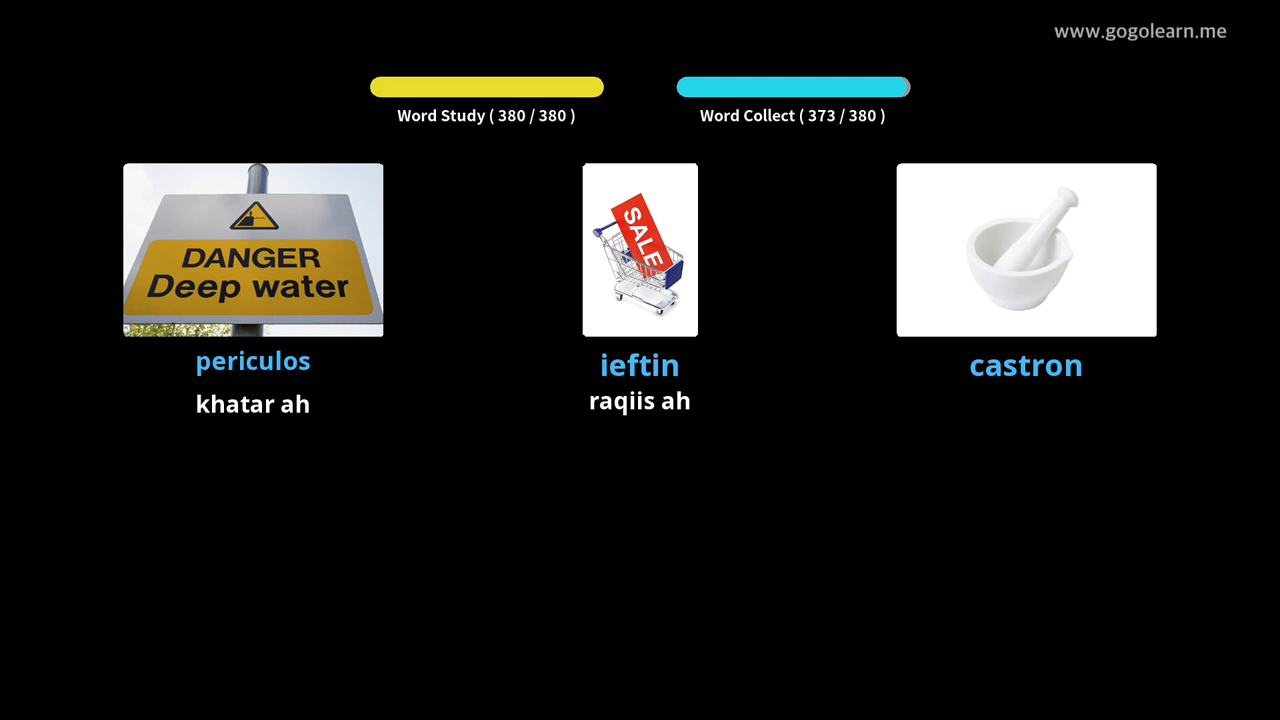 www.gogolearn.me
Word Study ( 380 / 380 )
Word Collect ( 373 / 380 )
DANGER
Deep water
SALE
periculos
khatar ah
ieftin
raqiis ah
castron